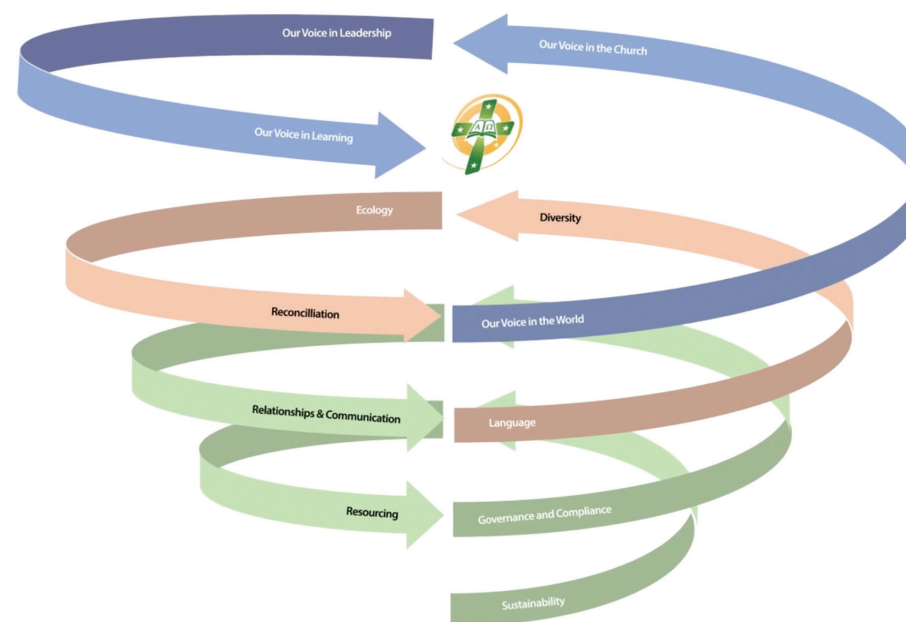 Our Voice in Leadership
Our Voice in the Church
Our Voice in Learning
Α Ω
Ecology
Diversity
Reconcilliation
Our Voice in the World
Relationships & Communication
Language
Resourcing
Governance and Compliance
Sustainability